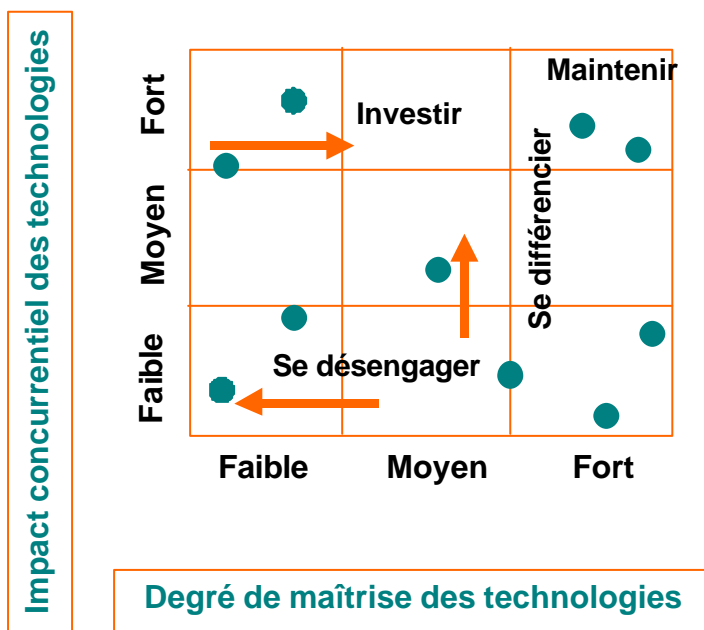 Impact concurrentiel des technologies
Fort
Moyen
Faible
Maintenir
Investir
Se différencier
Se désengager
Faible
Moyen
Fort
Degré de maîtrise des technologies